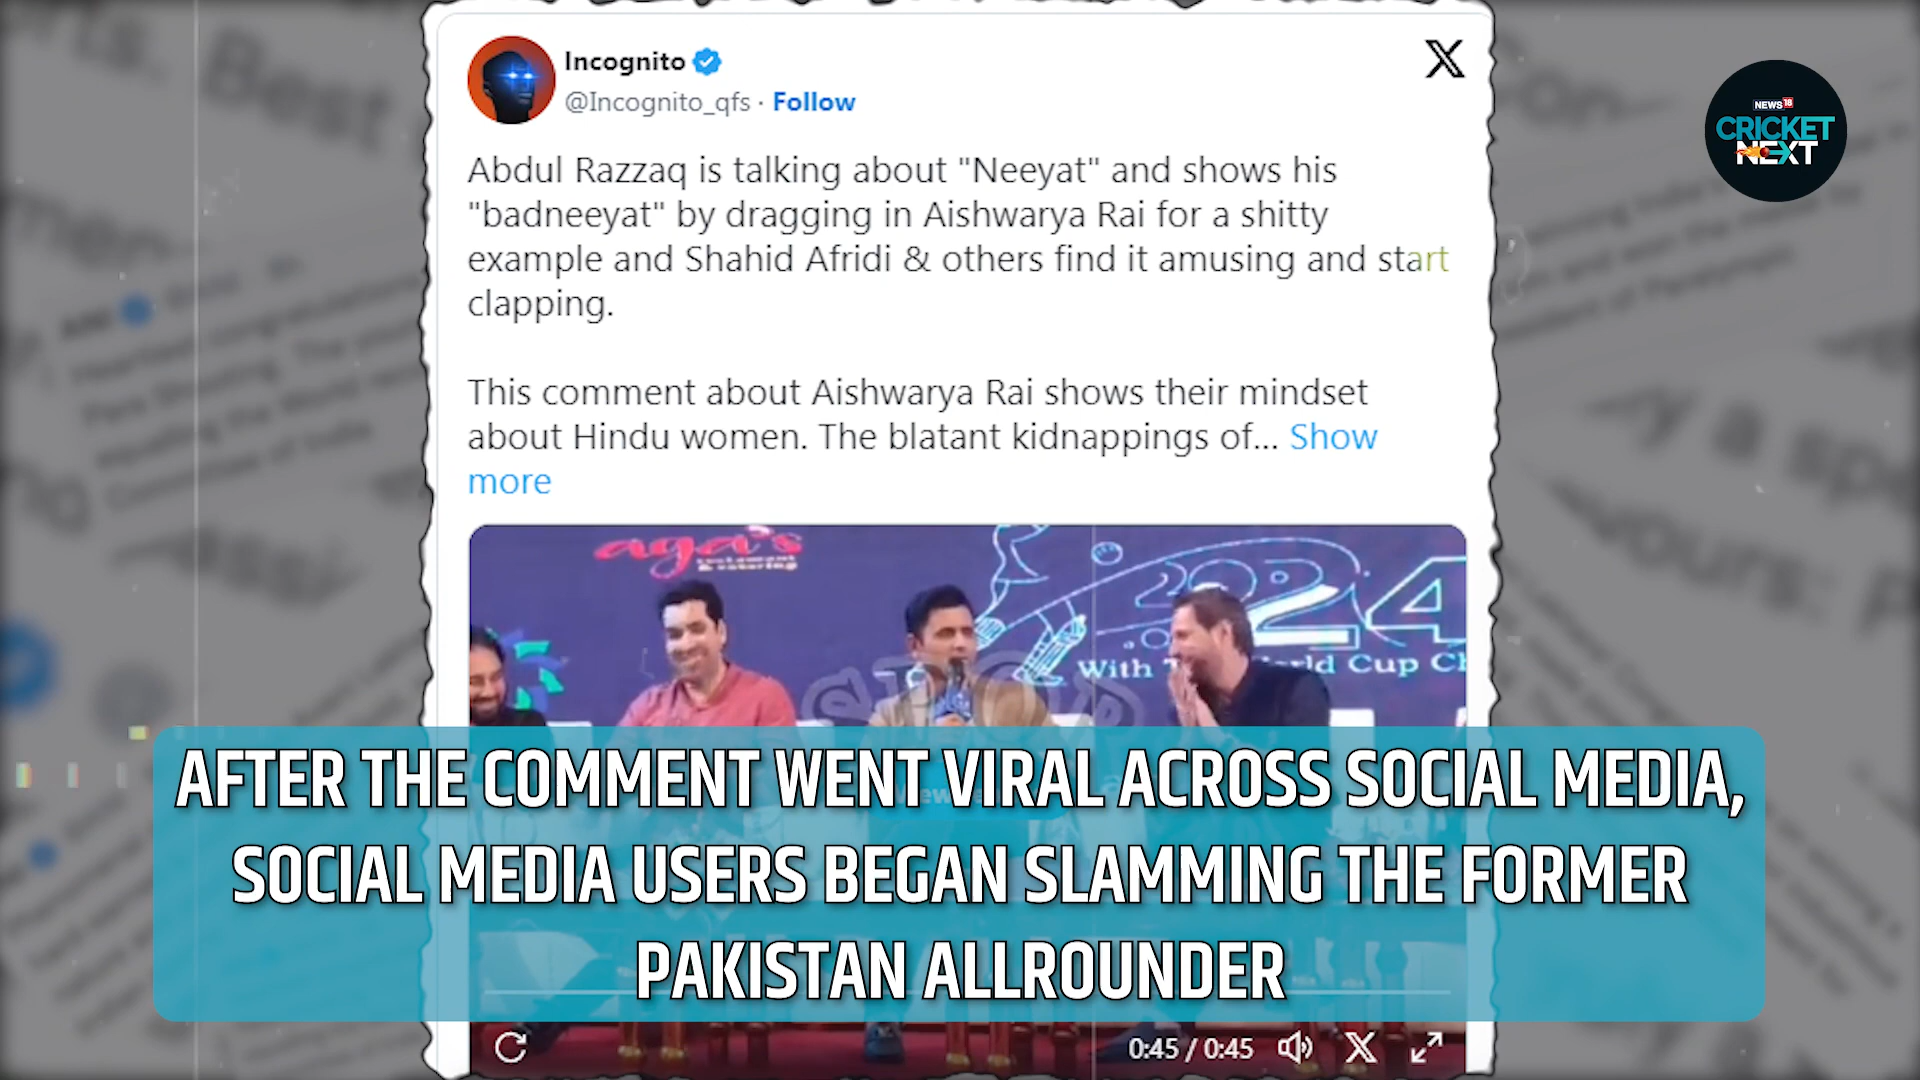 Incognito
@Incognito_qfs · Follow
NEWS18
CRICKET
NEXT
Abdul Razzaq is talking about "Neeyat" and shows his
"badneeyat" by dragging in Aishwarya Rai for a shitty
example and Shahid Afridi & others find it amusing and start
clapping.
This comment about Aishwarya Rai shows their mindset
about Hindu women. The blatant kidnappings of... Show
more
aga's
restaurant
& catering
2024
With World Cup
AFTER THE COMMENT WENT VIRAL ACROSS SOCIAL MEDIA,
SOCIAL MEDIA USERS BEGAN SLAMMING THE FORMER
PAKISTAN ALLROUNDER
0:45 / 0:45